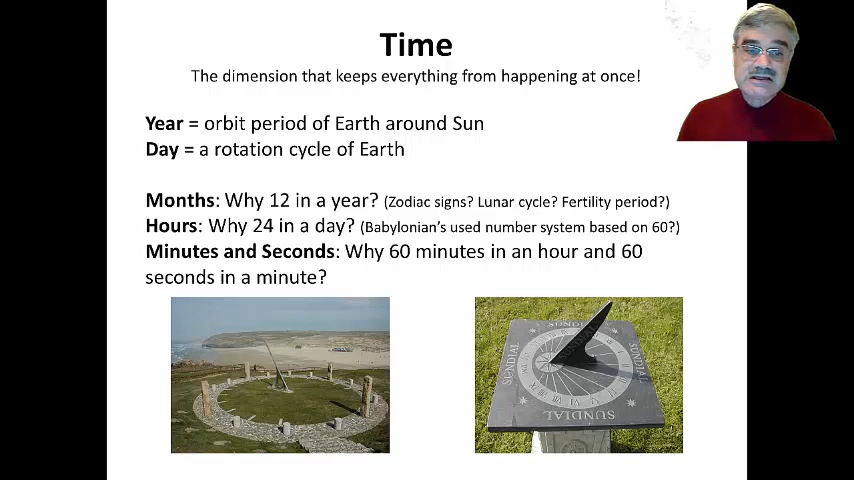 Time
The dimension that keeps everything from happening at once!
Year = orbit period of Earth around Sun
Day = a rotation cycle of Earth
Months: Why 12 in a year? (Zodiac signs? Lunar cycle? Fertility period?)
Hours: Why 24 in a day? (Babylonian's used number system based on 60?)
Minutes and Seconds: Why 60 minutes in an hour and 60
seconds in a minute?
SUNDIAL
SUNDIAL
SUNDIAL
SUNDIAL